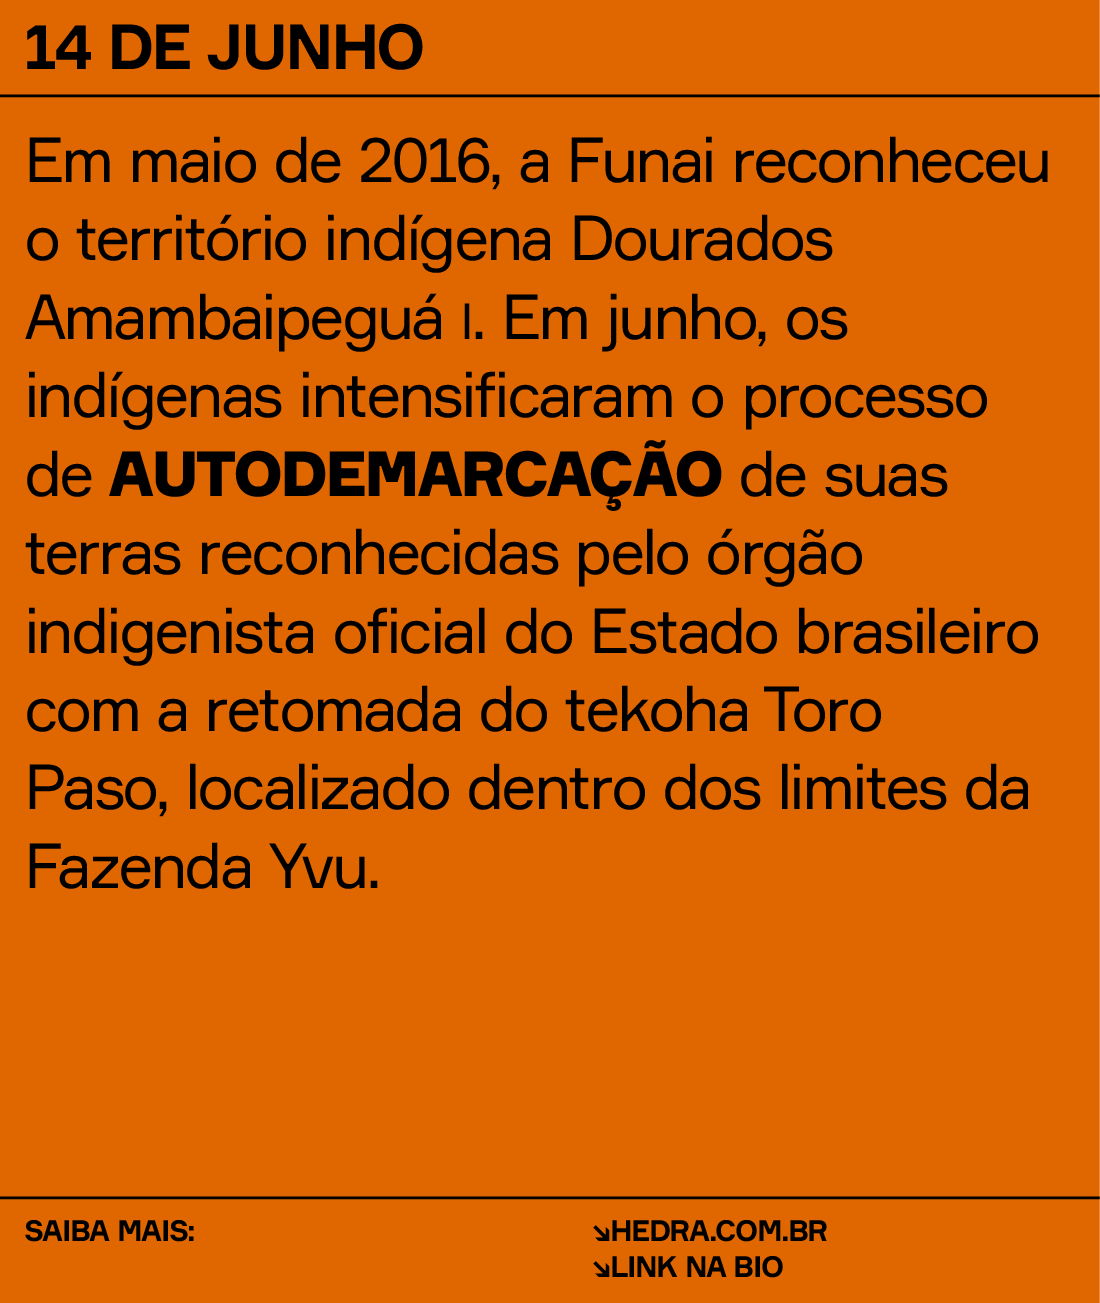 14 DE JUNHO
Em maio de 2016, a Funai reconheceu
o território indígena Dourados
Amambaipeguá I. Em junho, os
indígenas intensificaram o processo
de AUTODEMARCAÇÃO de suas
terras reconhecidas pelo órgão
indigenista oficial do Estado brasileiro
com a retomada do tekoha Toro
Paso, localizado dentro dos limites da
Fazenda Yvu.
SAIBA MAIS:
↘HEDRA.COM.BR
↘LINK NA BIO